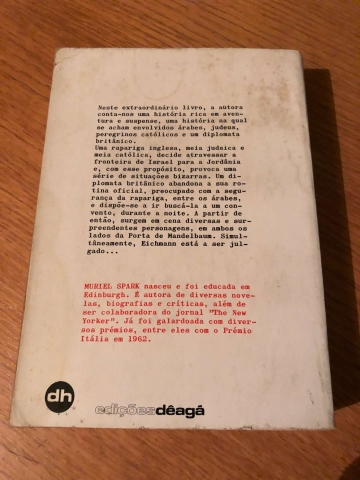 Neste extraordinário livro, a autora
conta-nos uma história rica em aven-
tura e suspense, uma história na qual
se acham envolvidos árabes, judeus,
peregrinos católicos e um diplomata
britânico.
Uma rapariga inglesa, meia judaica e
meia católica, decide atravessar a
fronteira de Israel para a Jordânia
e, com esse propósito, provoca uma
série de situações bizarras. Um di-
plomata britânico abandona a sua ro-
tina oficial, preocupado com a segu-
rança da rapariga, entre os árabes,
e dispõe-se a ir buscá-la a um con-
vento, durante a noite. A partir de
então, surgem em cena diversas e sur-
preendentes personagens, em ambos os
lados da Porta de Mandelbaum. Simul-
tâneamente, Eichmann está a ser jul-
gado...
MURIEL SPARK nasceu e foi educada em
Edinburgh. É autora de diversas nove-
las, biografias e críticas, além de
ser colaboradora do jornal "The New
Yorker". Já foi galardoada com diver-
sos prémios, entre eles com o Prémio
Itália em 1962.
dh
edições dêagá